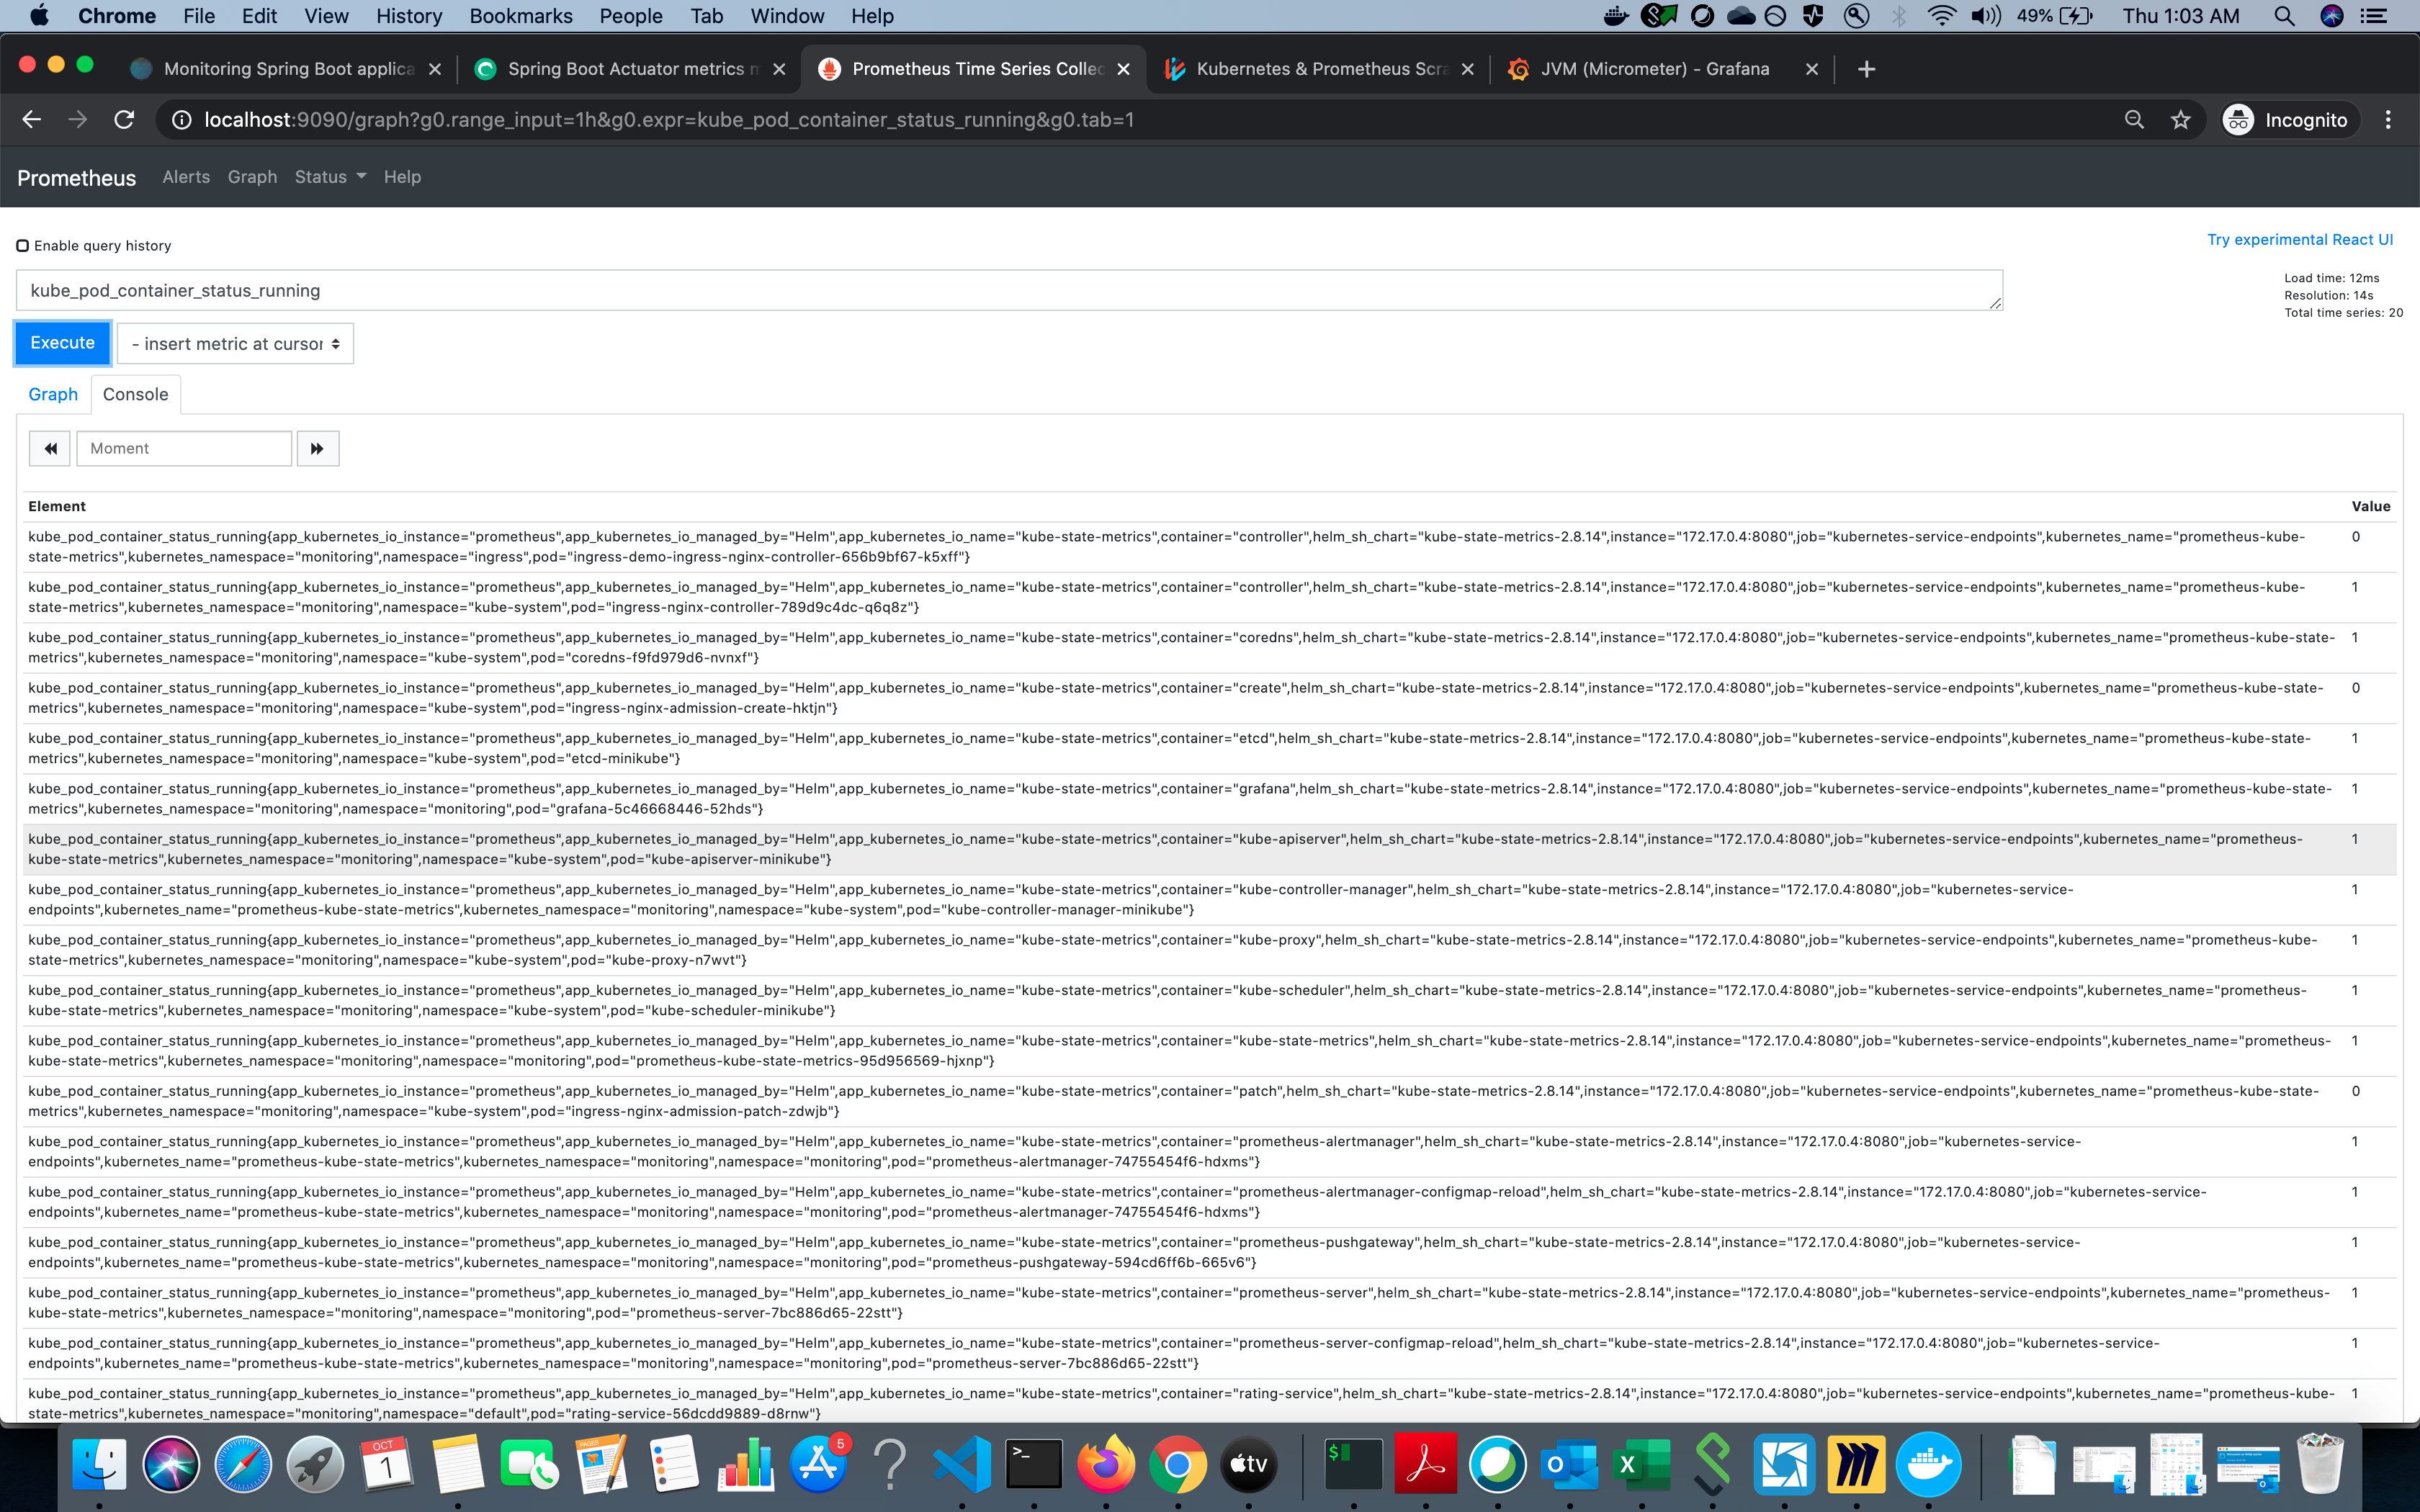 Chrome File Edit View History Bookmarks People Tab Window Help 49% Thu 1:03 AM
Monitoring Spring Boot applica Spring Boot Actuator metrics m Prometheus Time Series Collec Kubernetes & Prometheus Scra JVM (Micrometer) - Grafana
localhost:9090/graph?g0.range_input=1h&g0.expr=kube_pod_container_status_running&g0.tab=1 Incognito
Prometheus Alerts Graph Status Help
Enable query history Try experimental React UI
kube_pod_container_status_running
Load time: 12ms
Resolution: 14s
Total time series: 20
Execute - insert metric at cursor
Graph Console
Moment
Element Value
kube_pod_container_status_running{app_kubernetes_io_instance="prometheus",app_kubernetes_io_managed_by="Helm",app_kubernetes_io_name="kube-state-metrics",container="controller",helm_sh_chart="kube-state-metrics-2.8.14",instance="172.17.0.4:8080",job="kubernetes-service-endpoints",kubernetes_name="prometheus-kube- 0
state-metrics",kubernetes_namespace="monitoring",namespace="ingress",pod="ingress-demo-ingress-nginx-controller-656b9bf67-k5xff"}
kube_pod_container_status_running{app_kubernetes_io_instance="prometheus",app_kubernetes_io_managed_by="Helm",app_kubernetes_io_name="kube-state-metrics",container="controller",helm_sh_chart="kube-state-metrics-2.8.14",instance="172.17.0.4:8080",job="kubernetes-service-endpoints",kubernetes_name="prometheus-kube- 1
state-metrics",kubernetes_namespace="monitoring",namespace="kube-system",pod="ingress-nginx-controller-789d9c4dc-q6q8z"}
kube_pod_container_status_running{app_kubernetes_io_instance="prometheus",app_kubernetes_io_managed_by="Helm",app_kubernetes_io_name="kube-state-metrics",container="coredns",helm_sh_chart="kube-state-metrics-2.8.14",instance="172.17.0.4:8080",job="kubernetes-service-endpoints",kubernetes_name="prometheus-kube-state- 1
metrics",kubernetes_namespace="monitoring",namespace="kube-system",pod="coredns-f9fd979d6-nvnxf"}
kube_pod_container_status_running{app_kubernetes_io_instance="prometheus",app_kubernetes_io_managed_by="Helm",app_kubernetes_io_name="kube-state-metrics",container="create",helm_sh_chart="kube-state-metrics-2.8.14",instance="172.17.0.4:8080",job="kubernetes-service-endpoints",kubernetes_name="prometheus-kube-state- 0
metrics",kubernetes_namespace="monitoring",namespace="kube-system",pod="ingress-nginx-admission-create-hktjn"}
kube_pod_container_status_running{app_kubernetes_io_instance="prometheus",app_kubernetes_io_managed_by="Helm",app_kubernetes_io_name="kube-state-metrics",container="etcd",helm_sh_chart="kube-state-metrics-2.8.14",instance="172.17.0.4:8080",job="kubernetes-service-endpoints",kubernetes_name="prometheus-kube-state- 1
metrics",kubernetes_namespace="monitoring",namespace="kube-system",pod="etcd-minikube"}
kube_pod_container_status_running{app_kubernetes_io_instance="prometheus",app_kubernetes_io_managed_by="Helm",app_kubernetes_io_name="kube-state-metrics",container="grafana",helm_sh_chart="kube-state-metrics-2.8.14",instance="172.17.0.4:8080",job="kubernetes-service-endpoints",kubernetes_name="prometheus-kube-state- 1
metrics",kubernetes_namespace="monitoring",namespace="monitoring",pod="grafana-5c46668446-52hds"}
kube_pod_container_status_running{app_kubernetes_io_instance="prometheus",app_kubernetes_io_managed_by="Helm",app_kubernetes_io_name="kube-state-metrics",container="kube-apiserver",helm_sh_chart="kube-state-metrics-2.8.14",instance="172.17.0.4:8080",job="kubernetes-service-endpoints",kubernetes_name="prometheus- 1
kube-state-metrics",kubernetes_namespace="monitoring",namespace="kube-system",pod="kube-apiserver-minikube"}
kube_pod_container_status_running{app_kubernetes_io_instance="prometheus",app_kubernetes_io_managed_by="Helm",app_kubernetes_io_name="kube-state-metrics",container="kube-controller-manager",helm_sh_chart="kube-state-metrics-2.8.14",instance="172.17.0.4:8080",job="kubernetes-service- 1
endpoints",kubernetes_name="prometheus-kube-state-metrics",kubernetes_namespace="monitoring",namespace="kube-system",pod="kube-controller-manager-minikube"}
kube_pod_container_status_running{app_kubernetes_io_instance="prometheus",app_kubernetes_io_managed_by="Helm",app_kubernetes_io_name="kube-state-metrics",container="kube-proxy",helm_sh_chart="kube-state-metrics-2.8.14",instance="172.17.0.4:8080",job="kubernetes-service-endpoints",kubernetes_name="prometheus-kube- 1
state-metrics",kubernetes_namespace="monitoring",namespace="kube-system",pod="kube-proxy-n7wvt"}
kube_pod_container_status_running{app_kubernetes_io_instance="prometheus",app_kubernetes_io_managed_by="Helm",app_kubernetes_io_name="kube-state-metrics",container="kube-scheduler",helm_sh_chart="kube-state-metrics-2.8.14",instance="172.17.0.4:8080",job="kubernetes-service-endpoints",kubernetes_name="prometheus- 1
kube-state-metrics",kubernetes_namespace="monitoring",namespace="kube-system",pod="kube-scheduler-minikube"}
kube_pod_container_status_running{app_kubernetes_io_instance="prometheus",app_kubernetes_io_managed_by="Helm",app_kubernetes_io_name="kube-state-metrics",container="kube-state-metrics",helm_sh_chart="kube-state-metrics-2.8.14",instance="172.17.0.4:8080",job="kubernetes-service-endpoints",kubernetes_name="prometheus- 1
kube-state-metrics",kubernetes_namespace="monitoring",namespace="monitoring",pod="prometheus-kube-state-metrics-95d956569-hjxnp"}
kube_pod_container_status_running{app_kubernetes_io_instance="prometheus",app_kubernetes_io_managed_by="Helm",app_kubernetes_io_name="kube-state-metrics",container="patch",helm_sh_chart="kube-state-metrics-2.8.14",instance="172.17.0.4:8080",job="kubernetes-service-endpoints",kubernetes_name="prometheus-kube-state- 0
metrics",kubernetes_namespace="monitoring",namespace="kube-system",pod="ingress-nginx-admission-patch-zdwjb"}
kube_pod_container_status_running{app_kubernetes_io_instance="prometheus",app_kubernetes_io_managed_by="Helm",app_kubernetes_io_name="kube-state-metrics",container="prometheus-alertmanager",helm_sh_chart="kube-state-metrics-2.8.14",instance="172.17.0.4:8080",job="kubernetes-service- 1
endpoints",kubernetes_name="prometheus-kube-state-metrics",kubernetes_namespace="monitoring",namespace="monitoring",pod="prometheus-alertmanager-74755454f6-hdxms"}
kube_pod_container_status_running{app_kubernetes_io_instance="prometheus",app_kubernetes_io_managed_by="Helm",app_kubernetes_io_name="kube-state-metrics",container="prometheus-alertmanager-configmap-reload",helm_sh_chart="kube-state-metrics-2.8.14",instance="172.17.0.4:8080",job="kubernetes-service- 1
endpoints",kubernetes_name="prometheus-kube-state-metrics",kubernetes_namespace="monitoring",namespace="monitoring",pod="prometheus-alertmanager-74755454f6-hdxms"}
kube_pod_container_status_running{app_kubernetes_io_instance="prometheus",app_kubernetes_io_managed_by="Helm",app_kubernetes_io_name="kube-state-metrics",container="prometheus-pushgateway",helm_sh_chart="kube-state-metrics-2.8.14",instance="172.17.0.4:8080",job="kubernetes-service- 1
endpoints",kubernetes_name="prometheus-kube-state-metrics",kubernetes_namespace="monitoring",namespace="monitoring",pod="prometheus-pushgateway-594cd6ff6b-665v6"}
kube_pod_container_status_running{app_kubernetes_io_instance="prometheus",app_kubernetes_io_managed_by="Helm",app_kubernetes_io_name="kube-state-metrics",container="prometheus-server",helm_sh_chart="kube-state-metrics-2.8.14",instance="172.17.0.4:8080",job="kubernetes-service-endpoints",kubernetes_name="prometheus- 1
kube-state-metrics",kubernetes_namespace="monitoring",namespace="monitoring",pod="prometheus-server-7bc886d65-22stt"}
kube_pod_container_status_running{app_kubernetes_io_instance="prometheus",app_kubernetes_io_managed_by="Helm",app_kubernetes_io_name="kube-state-metrics",container="prometheus-server-configmap-reload",helm_sh_chart="kube-state-metrics-2.8.14",instance="172.17.0.4:8080",job="kubernetes-service- 1
endpoints",kubernetes_name="prometheus-kube-state-metrics",kubernetes_namespace="monitoring",namespace="monitoring",pod="prometheus-server-7bc886d65-22stt"}
kube_pod_container_status_running{app_kubernetes_io_instance="prometheus",app_kubernetes_io_managed_by="Helm",app_kubernetes_io_name="kube-state-metrics",container="rating-service",helm_sh_chart="kube-state-metrics-2.8.14",instance="172.17.0.4:8080",job="kubernetes-service-endpoints",kubernetes_name="prometheus-kube- 1
state-metrics",kubernetes_namespace="monitoring",namespace="default",pod="rating-service-56dcdd9889-d8rnw"}
OCT
1
PAGES
5
tv